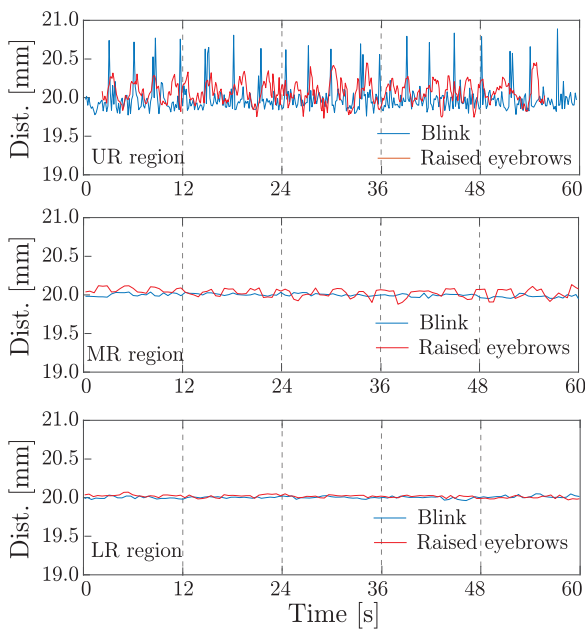 21.0
20.5
20.0
19.5
19.0
Dist. [mm]
UR region
Blink
Raised eyebrows
0 12 24 36 48 60
21.0
20.5
20.0
19.5
19.0
Dist. [mm]
MR region
Blink
Raised eyebrows
0 12 24 36 48 60
21.0
20.5
20.0
19.5
19.0
Dist. [mm]
LR region
Blink
Raised eyebrows
0 12 24 36 48 60
Time [s]